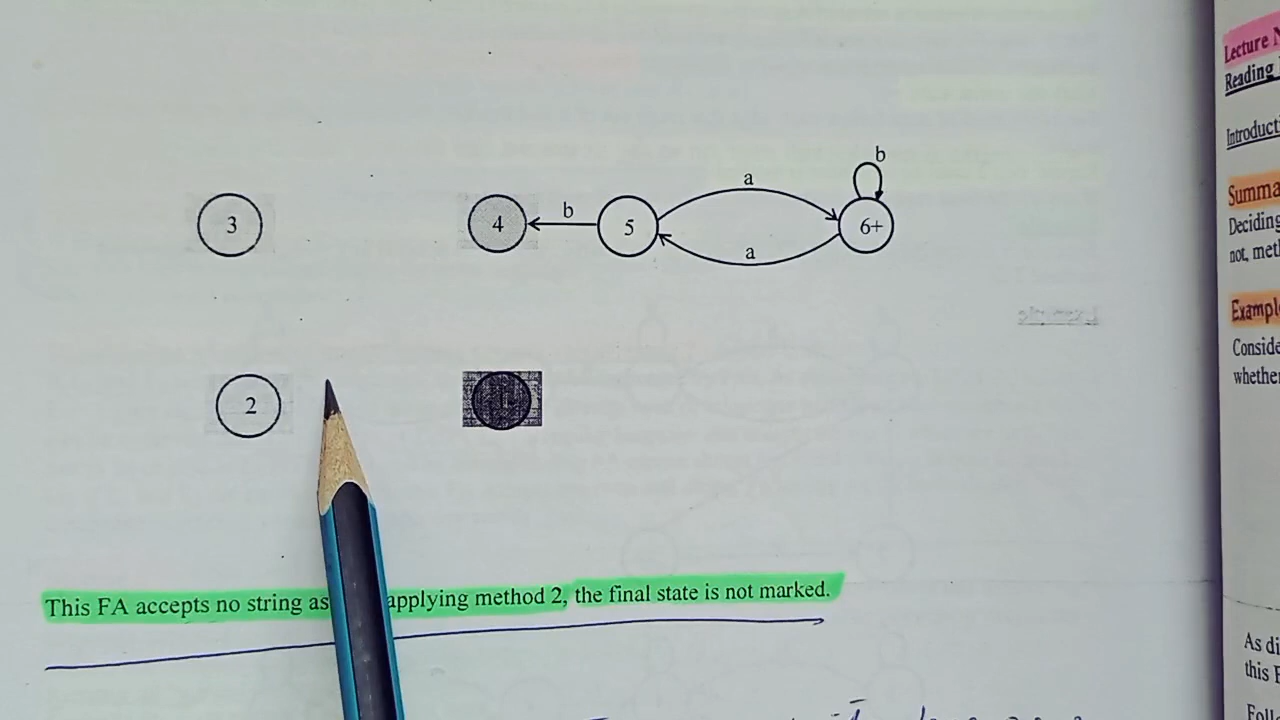 b
a
3
4
b
5
6+
a
2
1
This FA accepts no string as applying method 2, the final state is not marked.
Lecture
Reading
Summa
Deciding
not, met
Exampl
Conside
whether
As di
this F